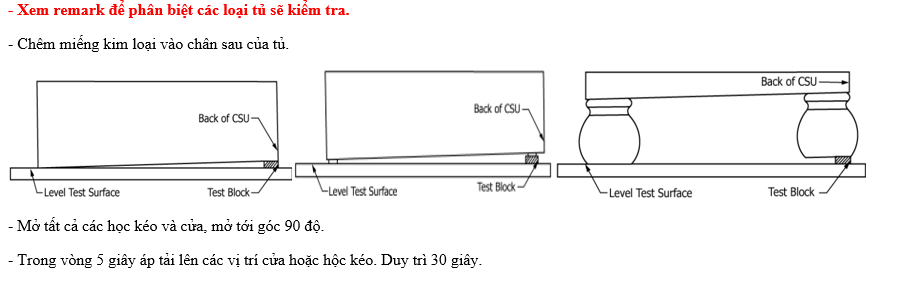 - Xem remark để phân biệt các loại tủ sẽ kiểm tra.
- Chêm miếng kim loại vào chân sau của tủ.
Back of CSU
Level Test Surface
Test Block
Back of CSU
Level Test Surface
Test Block
Back of CSU
Level Test Surface
Test Block
- Mở tất cả các học kéo và cửa, mở tới góc 90 độ.
- Trong vòng 5 giây áp tải lên các vị trí cửa hoặc hộc kéo. Duy trì 30 giây.